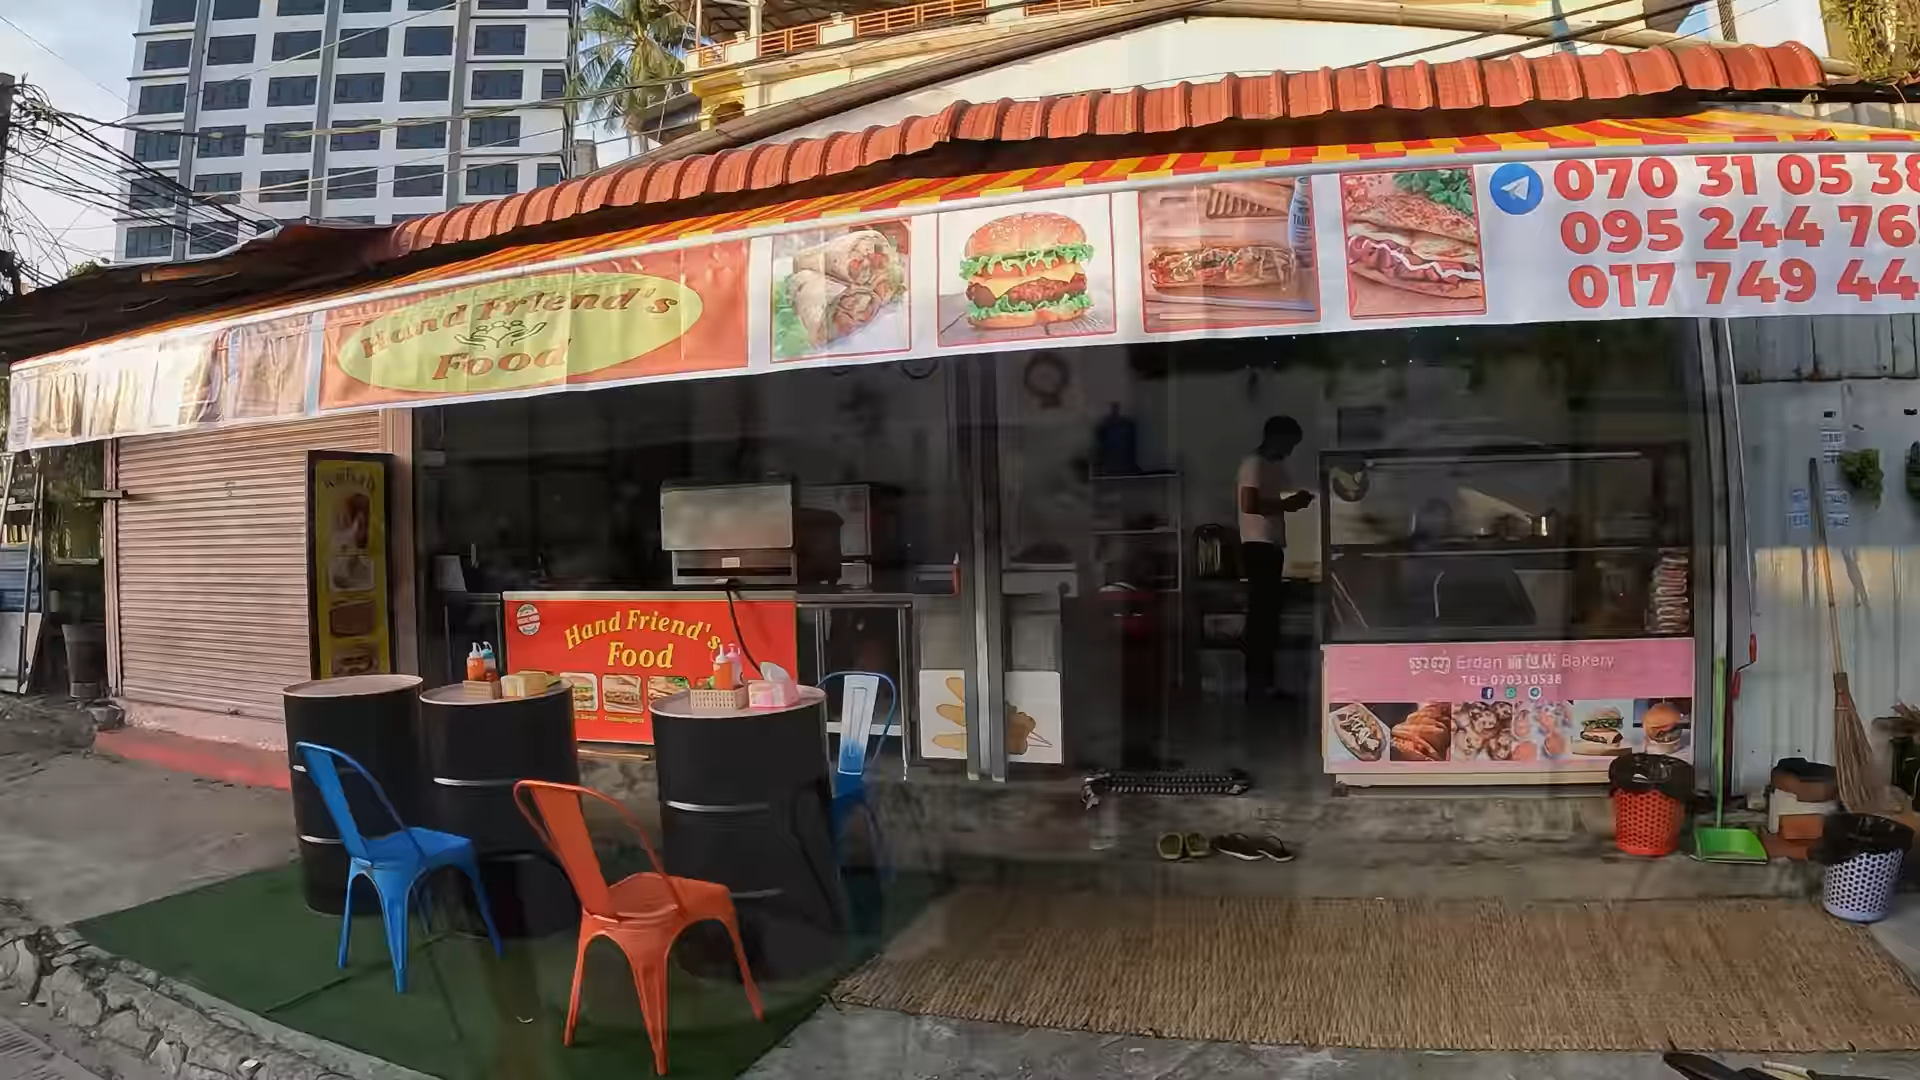 Hand Friend's
Food
070 31 05 38
095 244 76
017 749 44
Hand Friend's
Food
Erdan 面包店 Bakery
TEL: 070310538